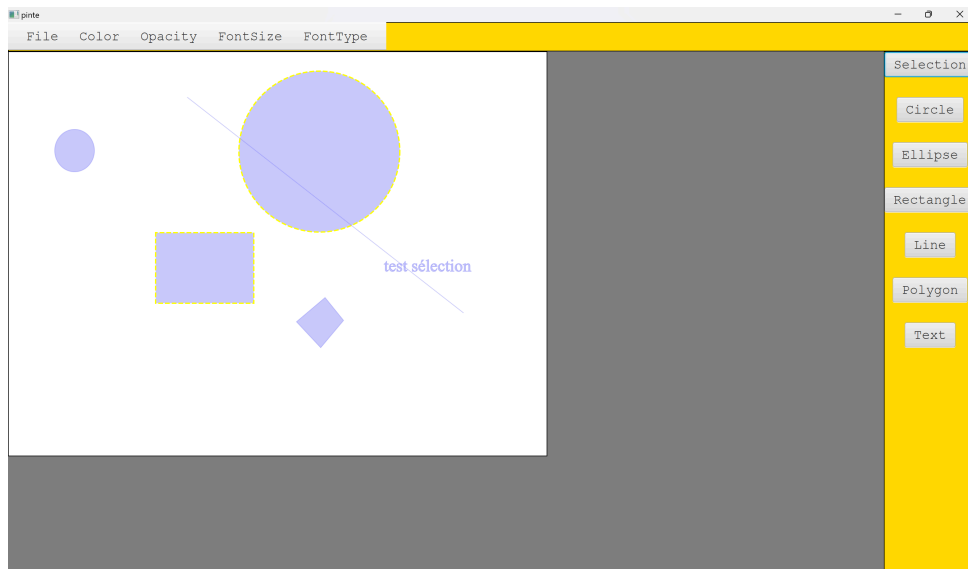 pinte
File Color Opacity FontSize FontType
Selection
Circle
Ellipse
Rectangle
Line
Polygon
Text
test sélection